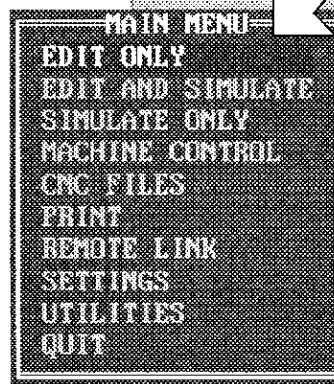 MAIN MENU
EDIT ONLY
EDIT AND SIMULATE
SIMULATE ONLY
MACHINE CONTROL
CNC FILES
PRINT
REMOTE LINK
SETTINGS
UTILITIES
QUIT